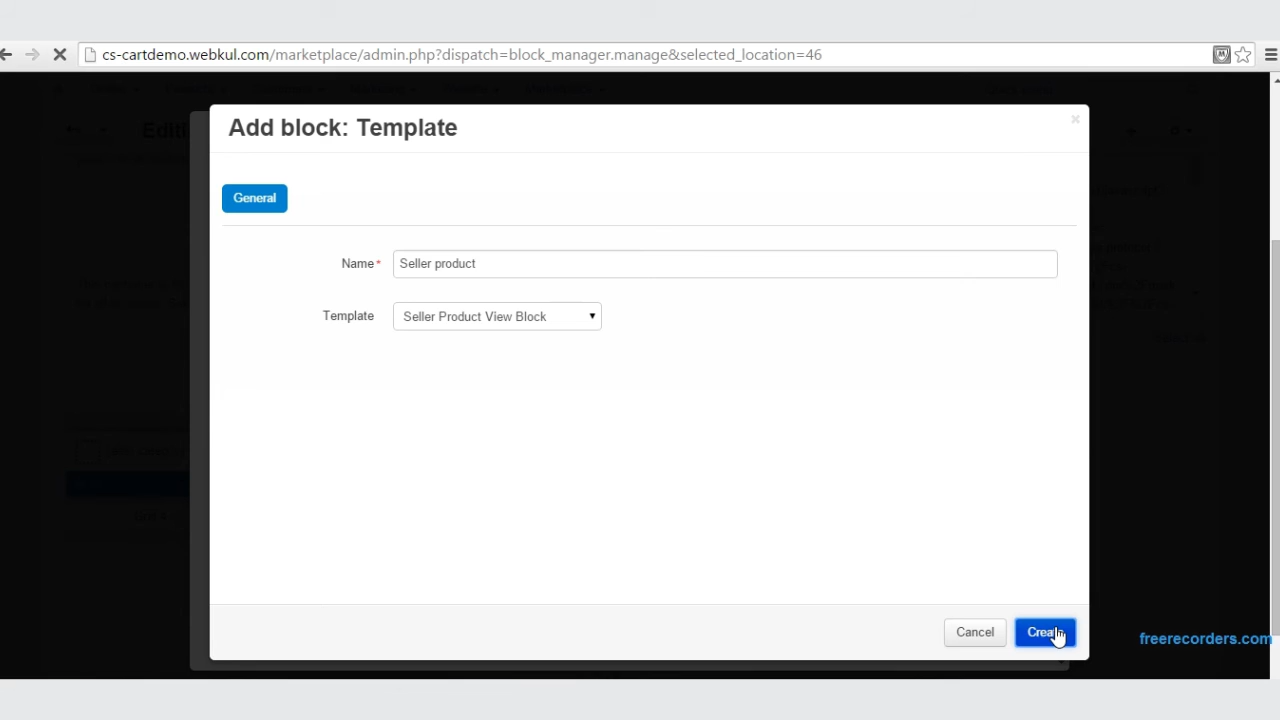 cs-cartdemo.webkul.com/marketplace/admin.php?dispatch=block_manager.manage&selected_location=46
Add block: Template
General
Name*
Seller product
Template
Seller Product View Block
Cancel
Create
freerecorders.com